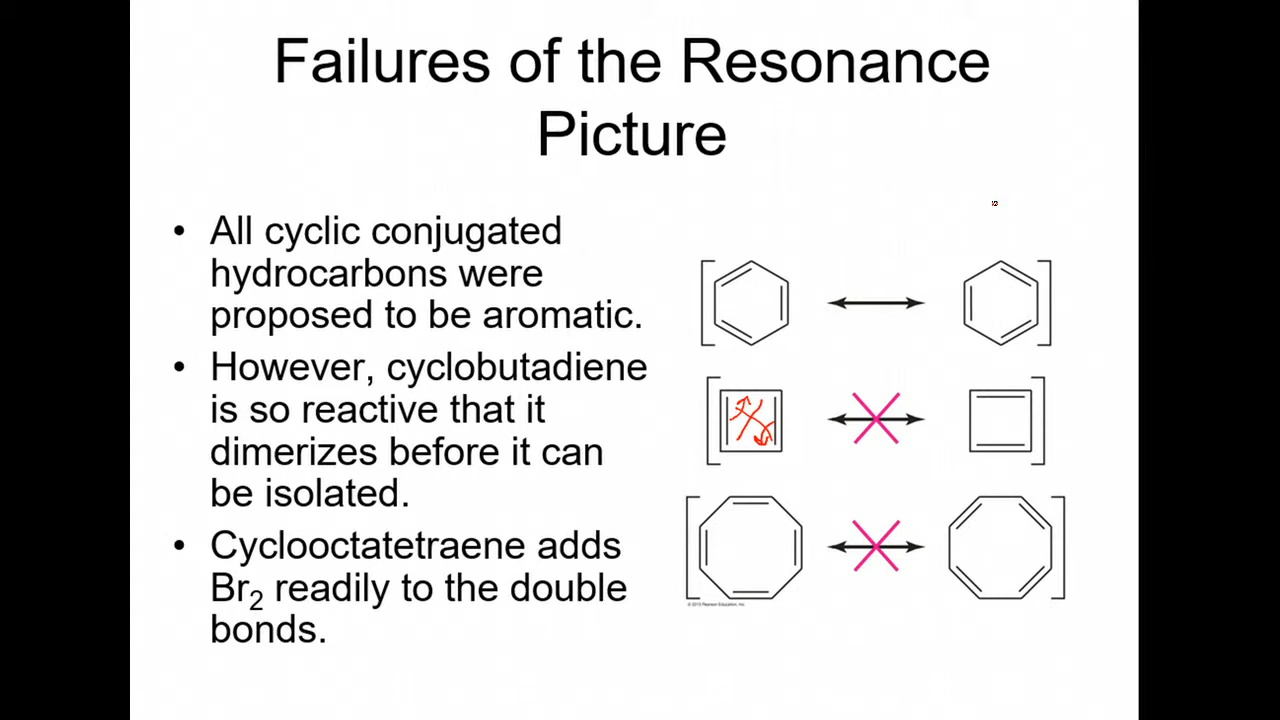 Failures of the Resonance
Picture
• All cyclic conjugated
hydrocarbons were
proposed to be aromatic.
• However, cyclobutadiene
is so reactive that it
dimerizes before it can
be isolated.
• Cyclooctatetraene adds
Br₂ readily to the double
bonds.